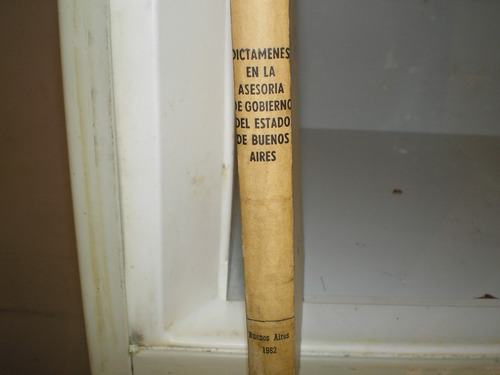 DICTAMENES
EN LA
ASESORIA
DE GOBIERNO
DEL ESTADO
DE BUENOS
AIRES
Buenos Aires
1982